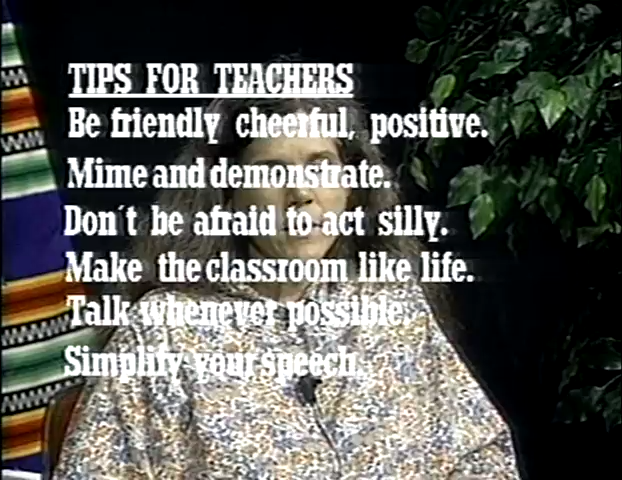 TIPS FOR TEACHERS
Be friendly cheerful, positive.
Mime and demonstrate.
Don´t be afraid to act silly.
Make the classroom like life.
Talk whenever possible.
Simplify your speech.